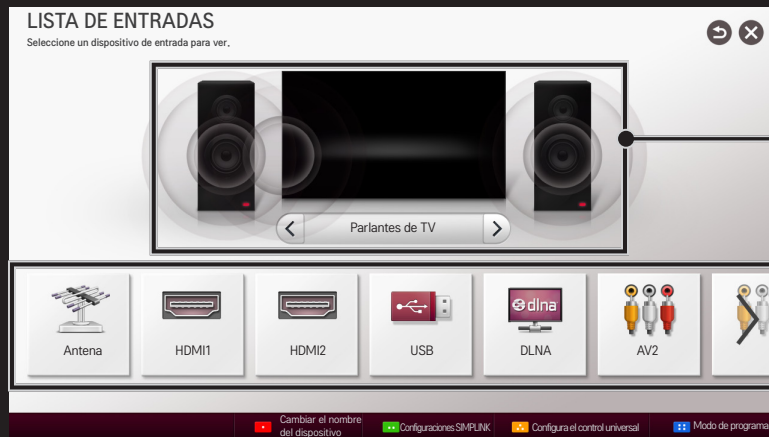 LISTA DE ENTRADAS
Seleccione un dispositivo de entrada para ver.
Parlantes de TV
dlna
Antena
HDMI1
HDMI2
USB
DLNA
AV2
Cambiar el nombre
del dispositivo
Configuraciones SIMPLINK
Configura el control universal
Modo de programa